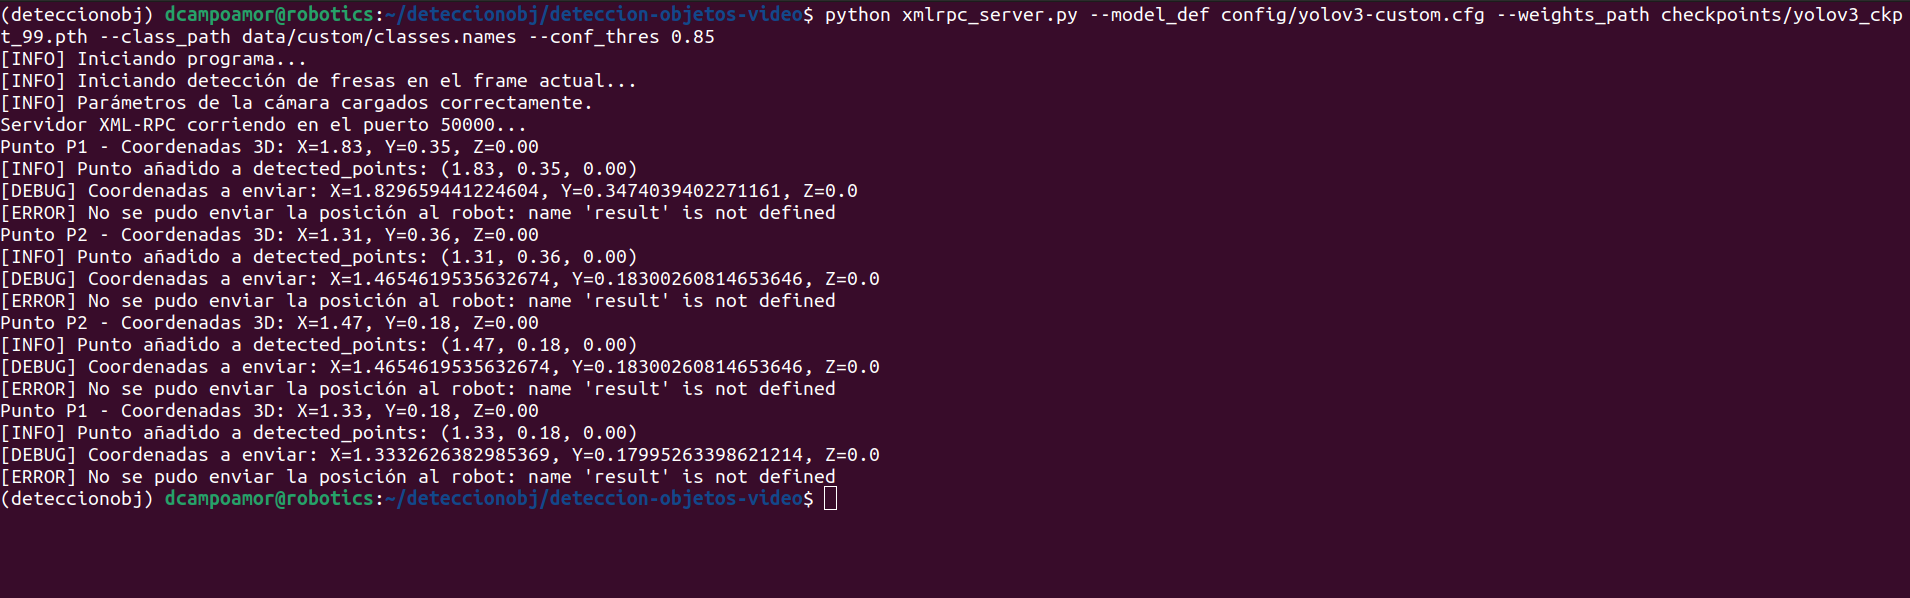 (deteccionobj) dcampoamor@robotics:~/deteccionobj/deteccion-objetos-video$ python xmlrpc_server.py --model_def config/yolov3-custom.cfg --weights_path checkpoints/yolov3_ckp
t_99.pth --class_path data/custom/classes.names --conf_thres 0.85
[INFO] Iniciando programa...
[INFO] Iniciando detección de fresas en el frame actual...
[INFO] Parámetros de la cámara cargados correctamente.
Servidor XML-RPC corriendo en el puerto 50000...
Punto P1 - Coordenadas 3D: X=1.83, Y=0.35, Z=0.00
[INFO] Punto añadido a detected_points: (1.83, 0.35, 0.00)
[DEBUG] Coordenadas a enviar: X=1.829659441224604, Y=0.3474039402271161, Z=0.0
[ERROR] No se pudo enviar la posición al robot: name 'result' is not defined
Punto P2 - Coordenadas 3D: X=1.31, Y=0.36, Z=0.00
[INFO] Punto añadido a detected_points: (1.31, 0.36, 0.00)
[DEBUG] Coordenadas a enviar: X=1.4654619535632674, Y=0.18300260814653646, Z=0.0
[ERROR] No se pudo enviar la posición al robot: name 'result' is not defined
Punto P2 - Coordenadas 3D: X=1.47, Y=0.18, Z=0.00
[INFO] Punto añadido a detected_points: (1.47, 0.18, 0.00)
[DEBUG] Coordenadas a enviar: X=1.4654619535632674, Y=0.18300260814653646, Z=0.0
[ERROR] No se pudo enviar la posición al robot: name 'result' is not defined
Punto P1 - Coordenadas 3D: X=1.33, Y=0.18, Z=0.00
[INFO] Punto añadido a detected_points: (1.33, 0.18, 0.00)
[DEBUG] Coordenadas a enviar: X=1.3332626382985369, Y=0.17995263398621214, Z=0.0
[ERROR] No se pudo enviar la posición al robot: name 'result' is not defined
(deteccionobj) dcampoamor@robotics:~/deteccionobj/deteccion-objetos-video$